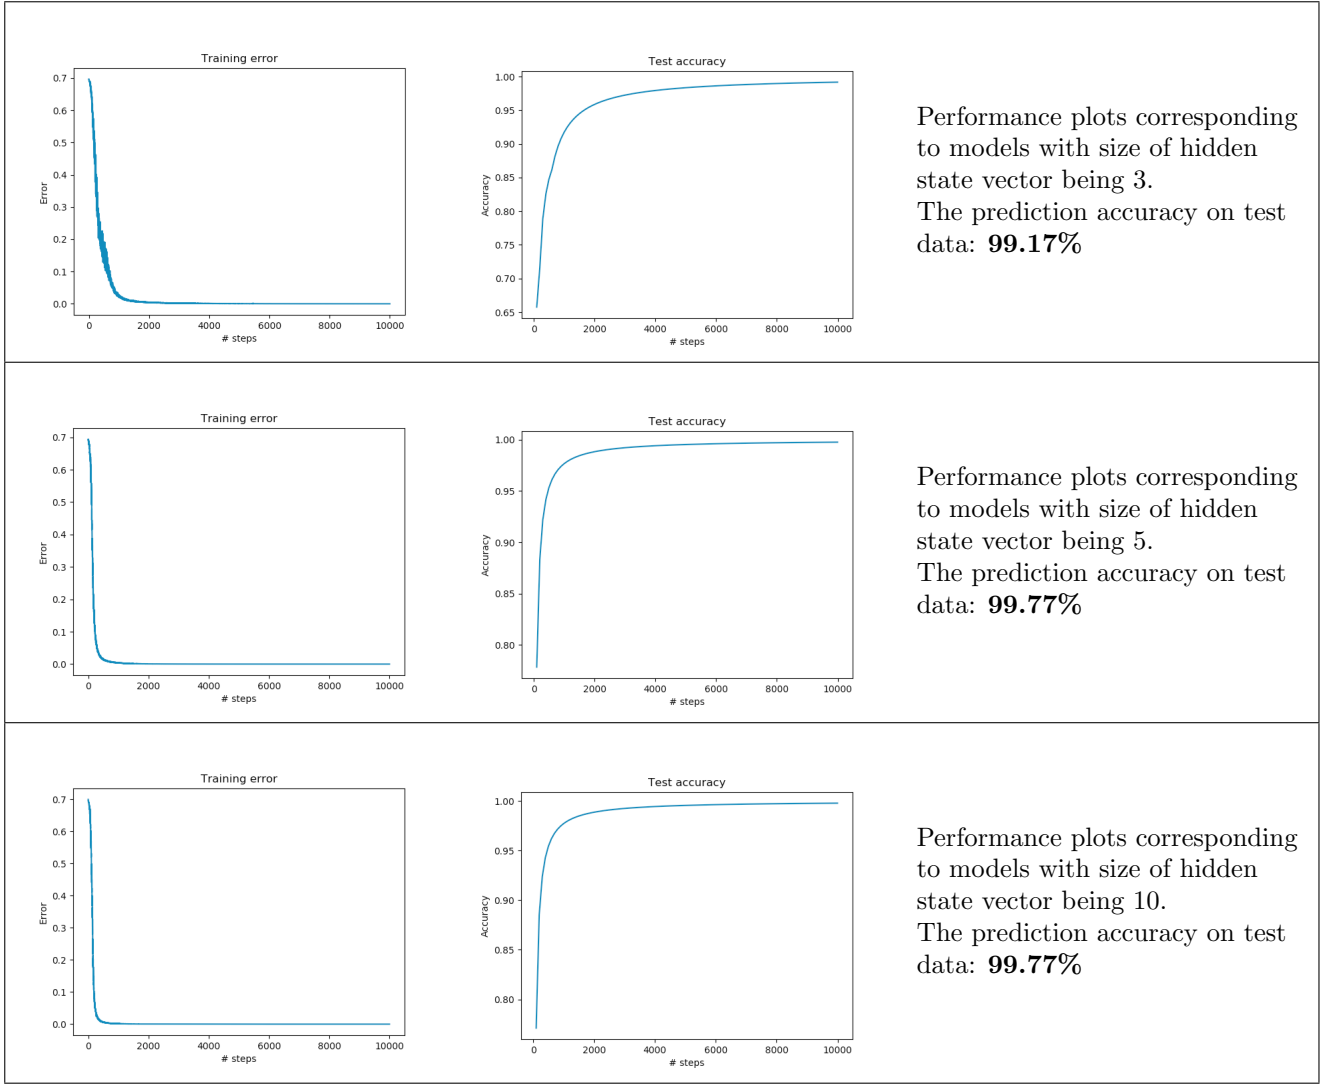 Training error
0.7
0.6
0.5
0.4
0.3
0.2
0.1
0.0
Error
0 2000 4000 6000 8000 10000
# steps
Test accuracy
1.00
0.95
0.90
0.85
0.80
0.75
0.70
0.65
Accuracy
0 2000 4000 6000 8000 10000
# steps
Performance plots corresponding
to models with size of hidden
state vector being 3.
The prediction accuracy on test
data: 99.17%
Training error
0.7
0.6
0.5
0.4
0.3
0.2
0.1
0.0
Error
0 2000 4000 6000 8000 10000
# steps
Test accuracy
1.00
0.95
0.90
0.85
0.80
Accuracy
0 2000 4000 6000 8000 10000
# steps
Performance plots corresponding
to models with size of hidden
state vector being 5.
The prediction accuracy on test
data: 99.77%
Training error
0.7
0.6
0.5
0.4
0.3
0.2
0.1
0.0
Error
0 2000 4000 6000 8000 10000
# steps
Test accuracy
1.00
0.95
0.90
0.85
0.80
Accuracy
0 2000 4000 6000 8000 10000
# steps
Performance plots corresponding
to models with size of hidden
state vector being 10.
The prediction accuracy on test
data: 99.77%